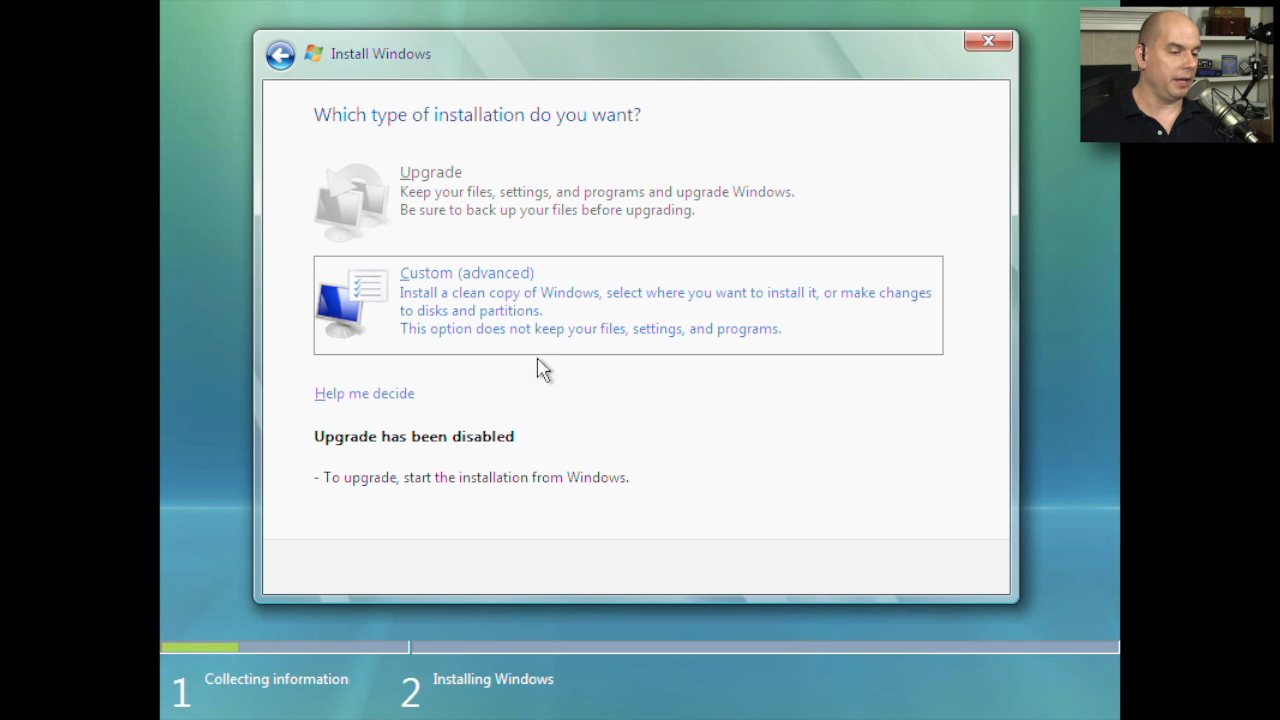 Install Windows
Which type of installation do you want?
Upgrade
Keep your files, settings, and programs and upgrade Windows.
Be sure to back up your files before upgrading.
Custom (advanced)
Install a clean copy of Windows, select where you want to install it, or make changes
to disks and partitions.
This option does not keep your files, settings, and programs.
Help me decide
Upgrade has been disabled
- To upgrade, start the installation from Windows.
1 Collecting information
2 Installing Windows